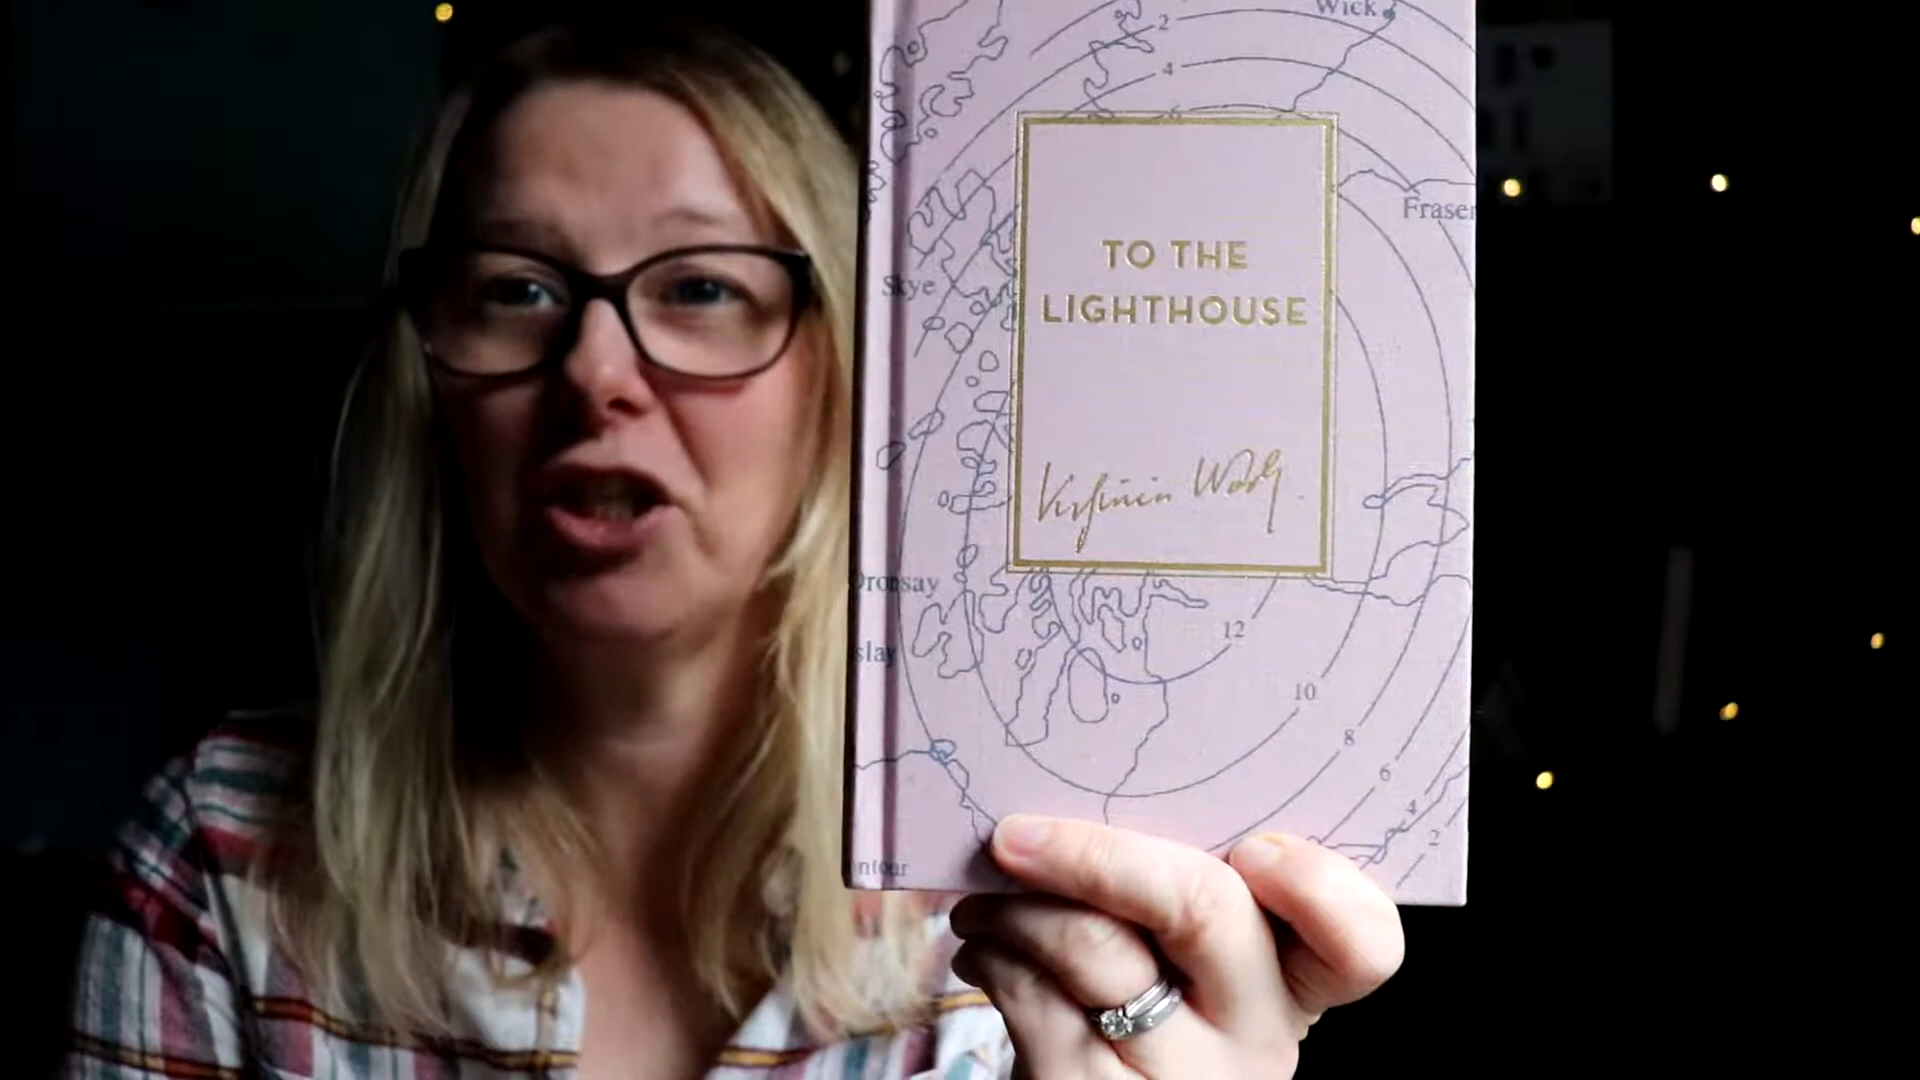 Wick
2
4
6
Fraser
Skye
TO THE
LIGHTHOUSE
Virginia Woolf
Oronsay
slay
12
10
8
6
4
2
ntour